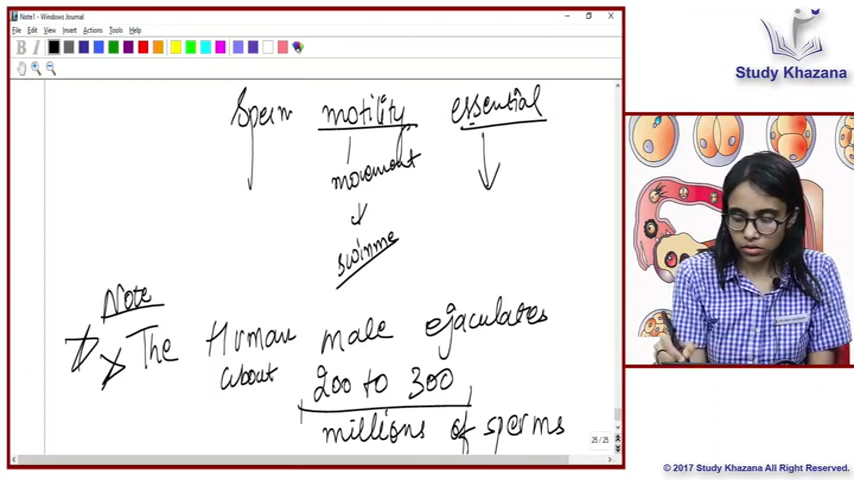 Note1 - Windows Journal
File Edit View Insert Actions Tools Help
B I
Study Khazana
Sperm motility essential
movement
swimme
Note
The Human male ejaculates
about 200 to 300
millions of sperms
25 / 25
© 2017 Study Khazana All Right Reserved.